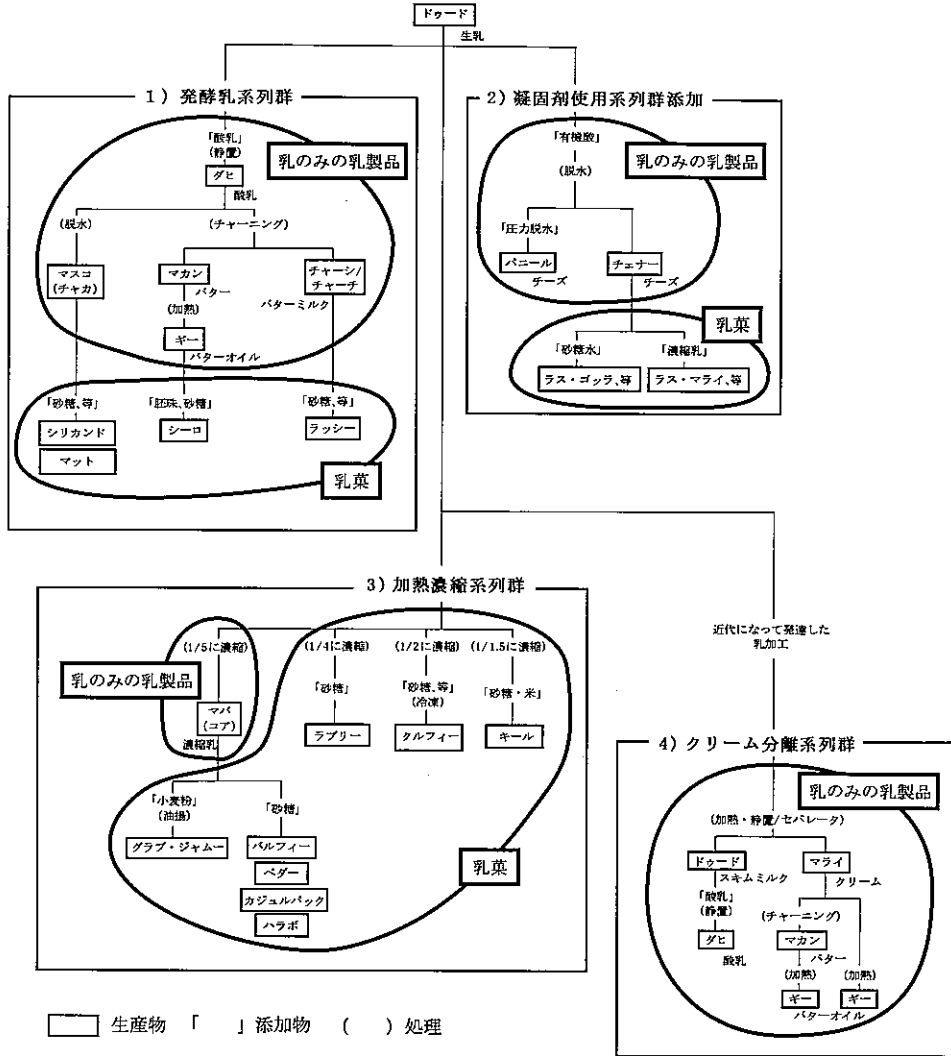 ドゥード
生乳
1）発酵乳系列群
「酸乳」
(静置)
乳のみの乳製品
ダヒ
酸乳
(脱水)
(チャーニング)
マスコ
(チャカ)
マカン
バター
チャーシ/
チャーチ
バターミルク
(加熱)
ギー
バターオイル
「砂糖、等」
「胚珠、砂糖」
「砂糖、等」
シリカンド
シーロ
ラッシー
マット
乳菓
2）凝固剤使用系列群添加
「有機酸」
乳のみの乳製品
(脱水)
「圧力脱水」
パニール
チーズ
チェナー
チーズ
乳菓
「砂糖水」
「濃縮乳」
ラス・ゴッラ、等
ラス・マライ、等
3）加熱濃縮系列群
(1/5に濃縮)
(1/4に濃縮)
(1/2に濃縮)
(1/1.5に濃縮)
乳のみの乳製品
マバ
(コア)
濃縮乳
「砂糖」
「砂糖、等」
(冷凍)
「砂糖・米」
ラブリー
クルフィー
キール
「小麦粉」
(油揚)
「砂糖」
グラブ・ジャムー
バルフィー
ペダー
カジュルパック
ハラボ
乳菓
近代になって発達した
乳加工
4）クリーム分離系列群
乳のみの乳製品
(加熱・静置/セパレータ)
ドゥード
スキムミルク
マライ
クリーム
「酸乳」
(静置)
ダヒ
酸乳
(チャーニング)
マカン
バター
(加熱)
(加熱)
ギー
ギー
バターオイル
生産物 「 」添加物 ( ) 処理